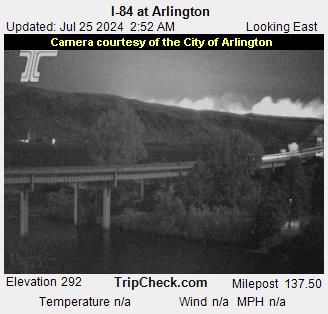 I-84 at Arlington
Updated: Jul 25 2024 2:52 AM Looking East
Camera courtesy of the City of Arlington
Elevation 292 TripCheck.com Milepost 137.50
Temperature n/a Wind n/a MPH n/a